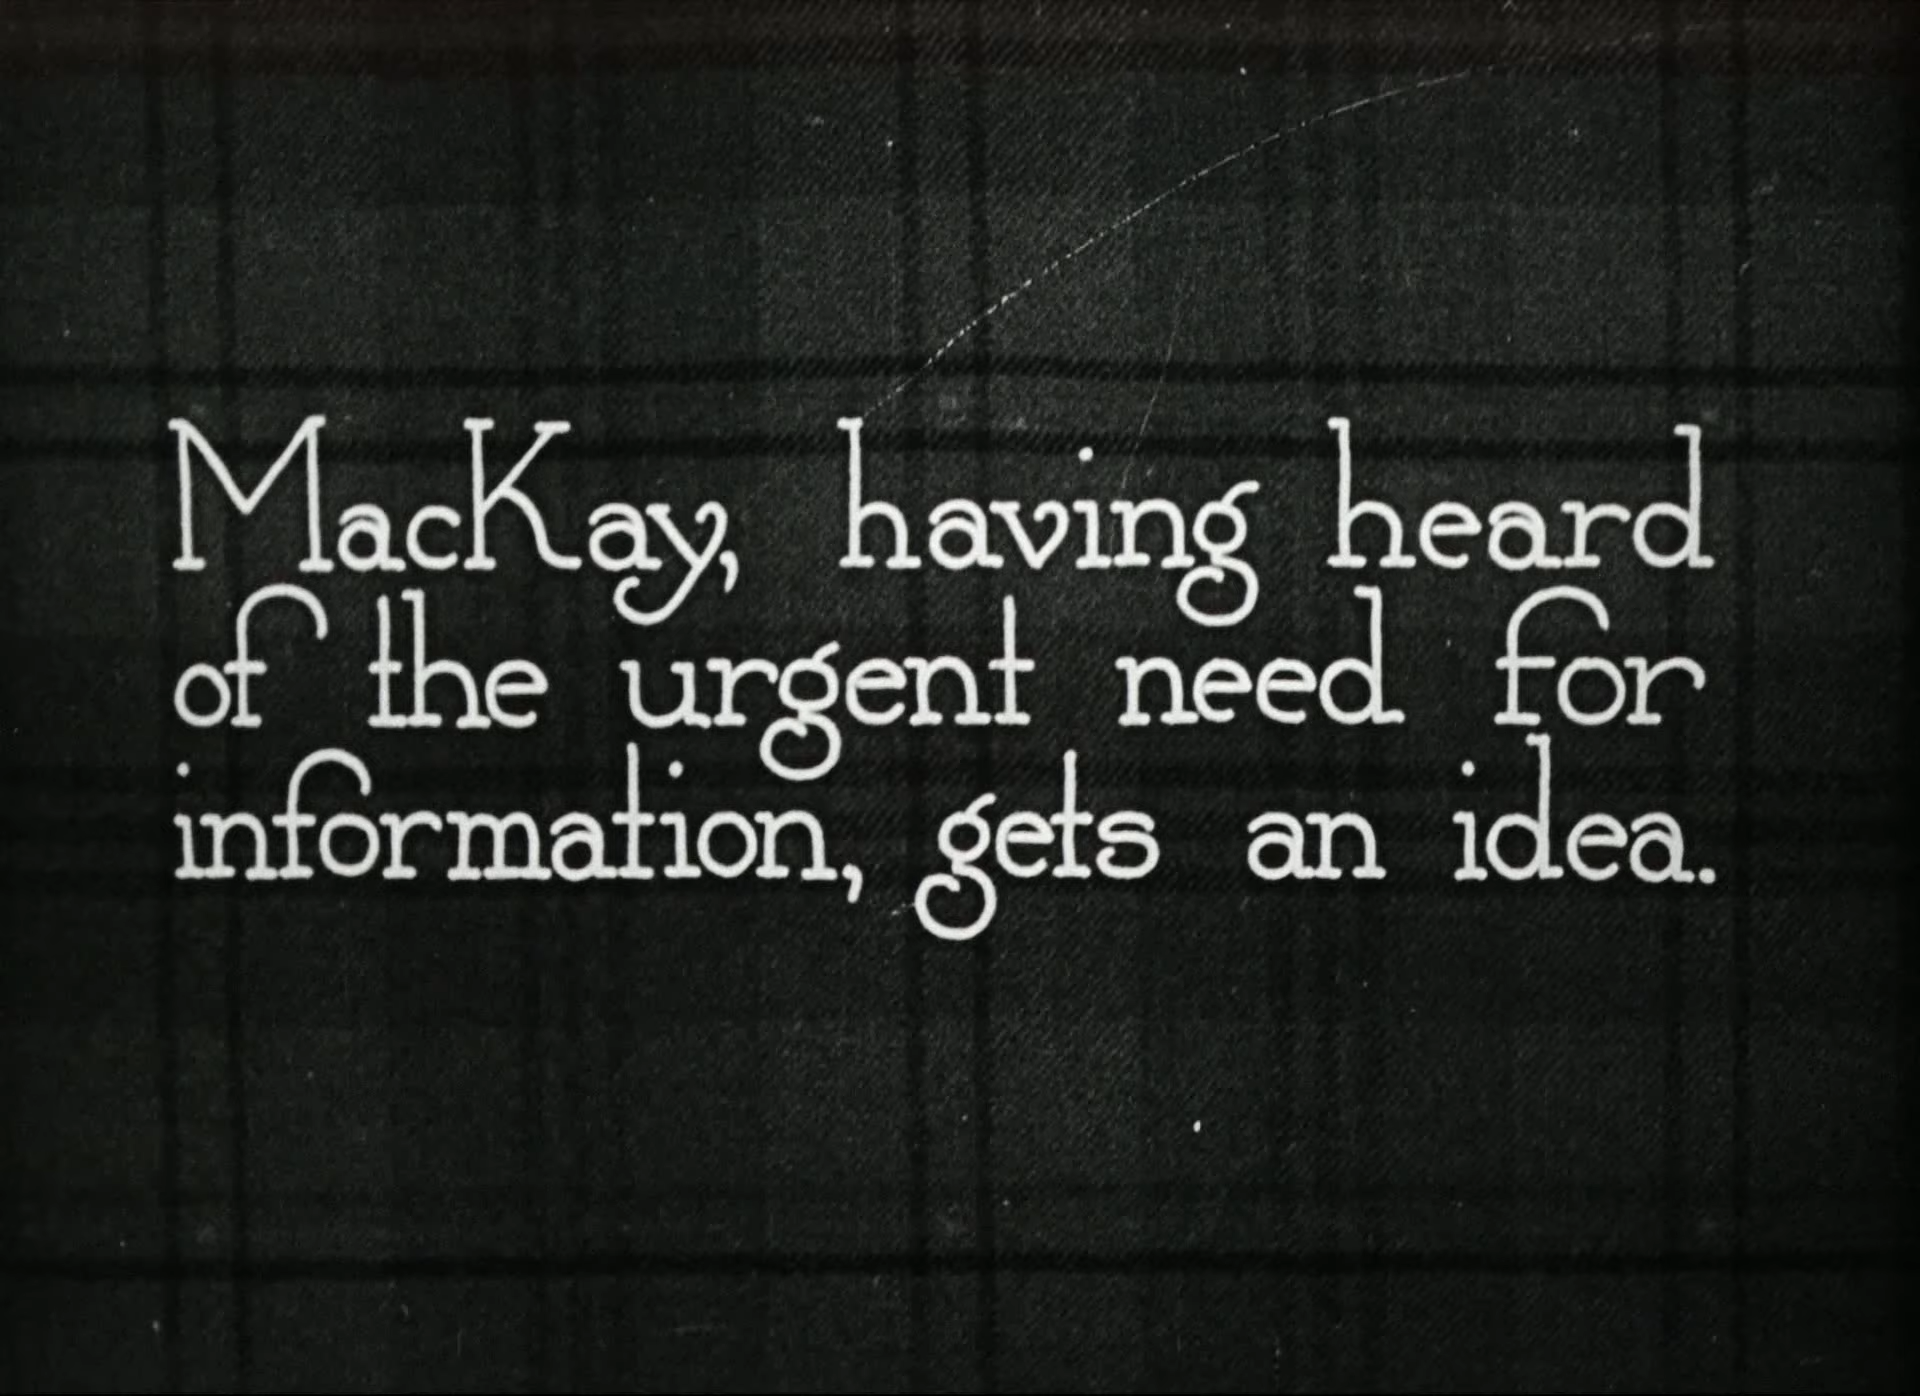 MacKay, having heard
of the urgent need for
information, gets an idea.